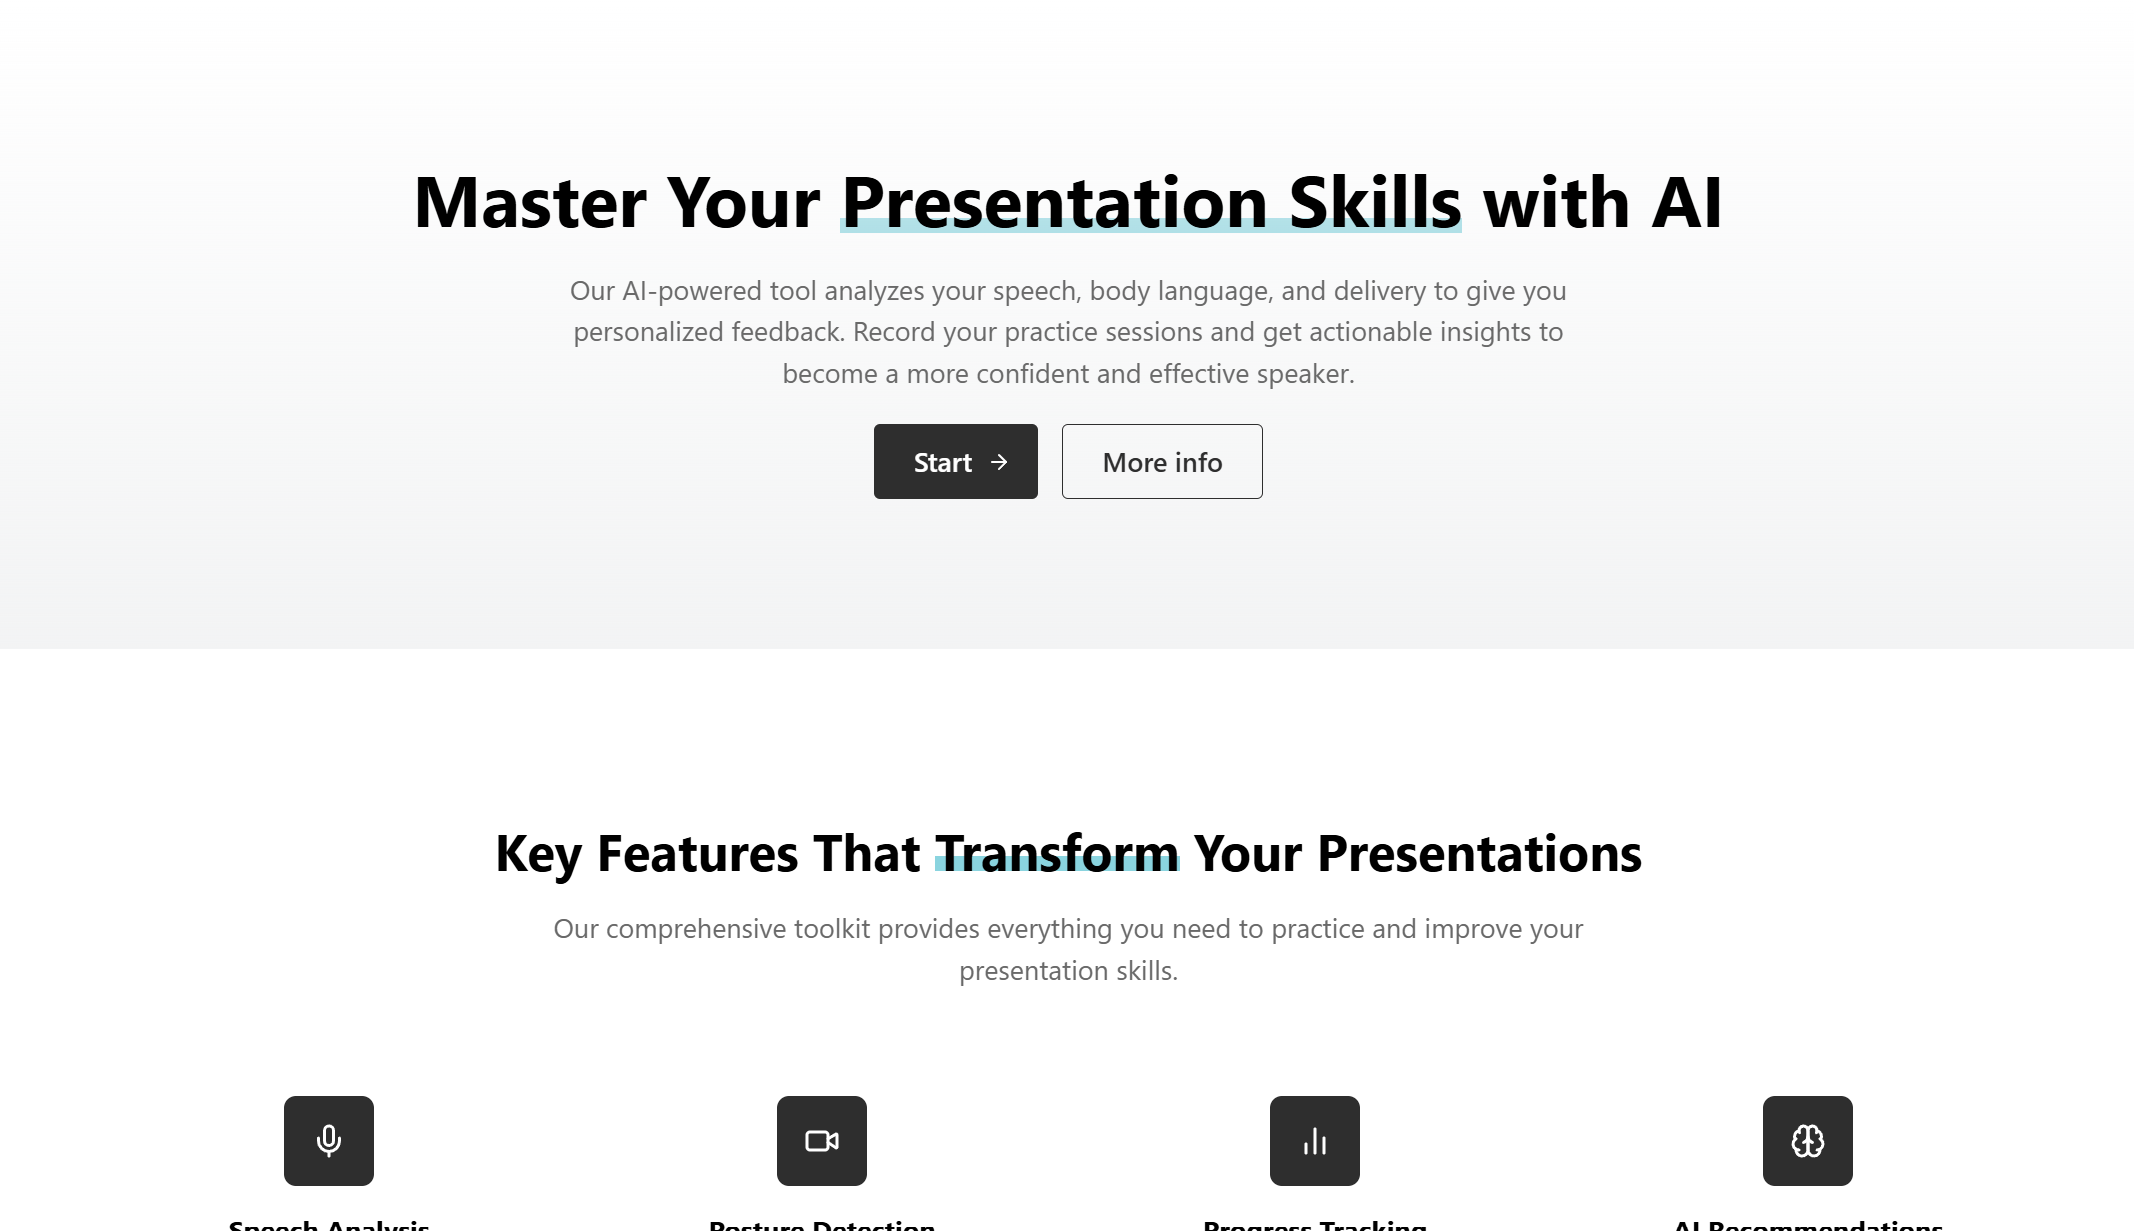 Master Your Presentation Skills with AI
Our AI-powered tool analyzes your speech, body language, and delivery to give you
personalized feedback. Record your practice sessions and get actionable insights to
become a more confident and effective speaker.
Start
More info
Key Features That Transform Your Presentations
Our comprehensive toolkit provides everything you need to practice and improve your
presentation skills.
Speech Analysis
Posture Detection
Progress Tracking
AI Recommendations